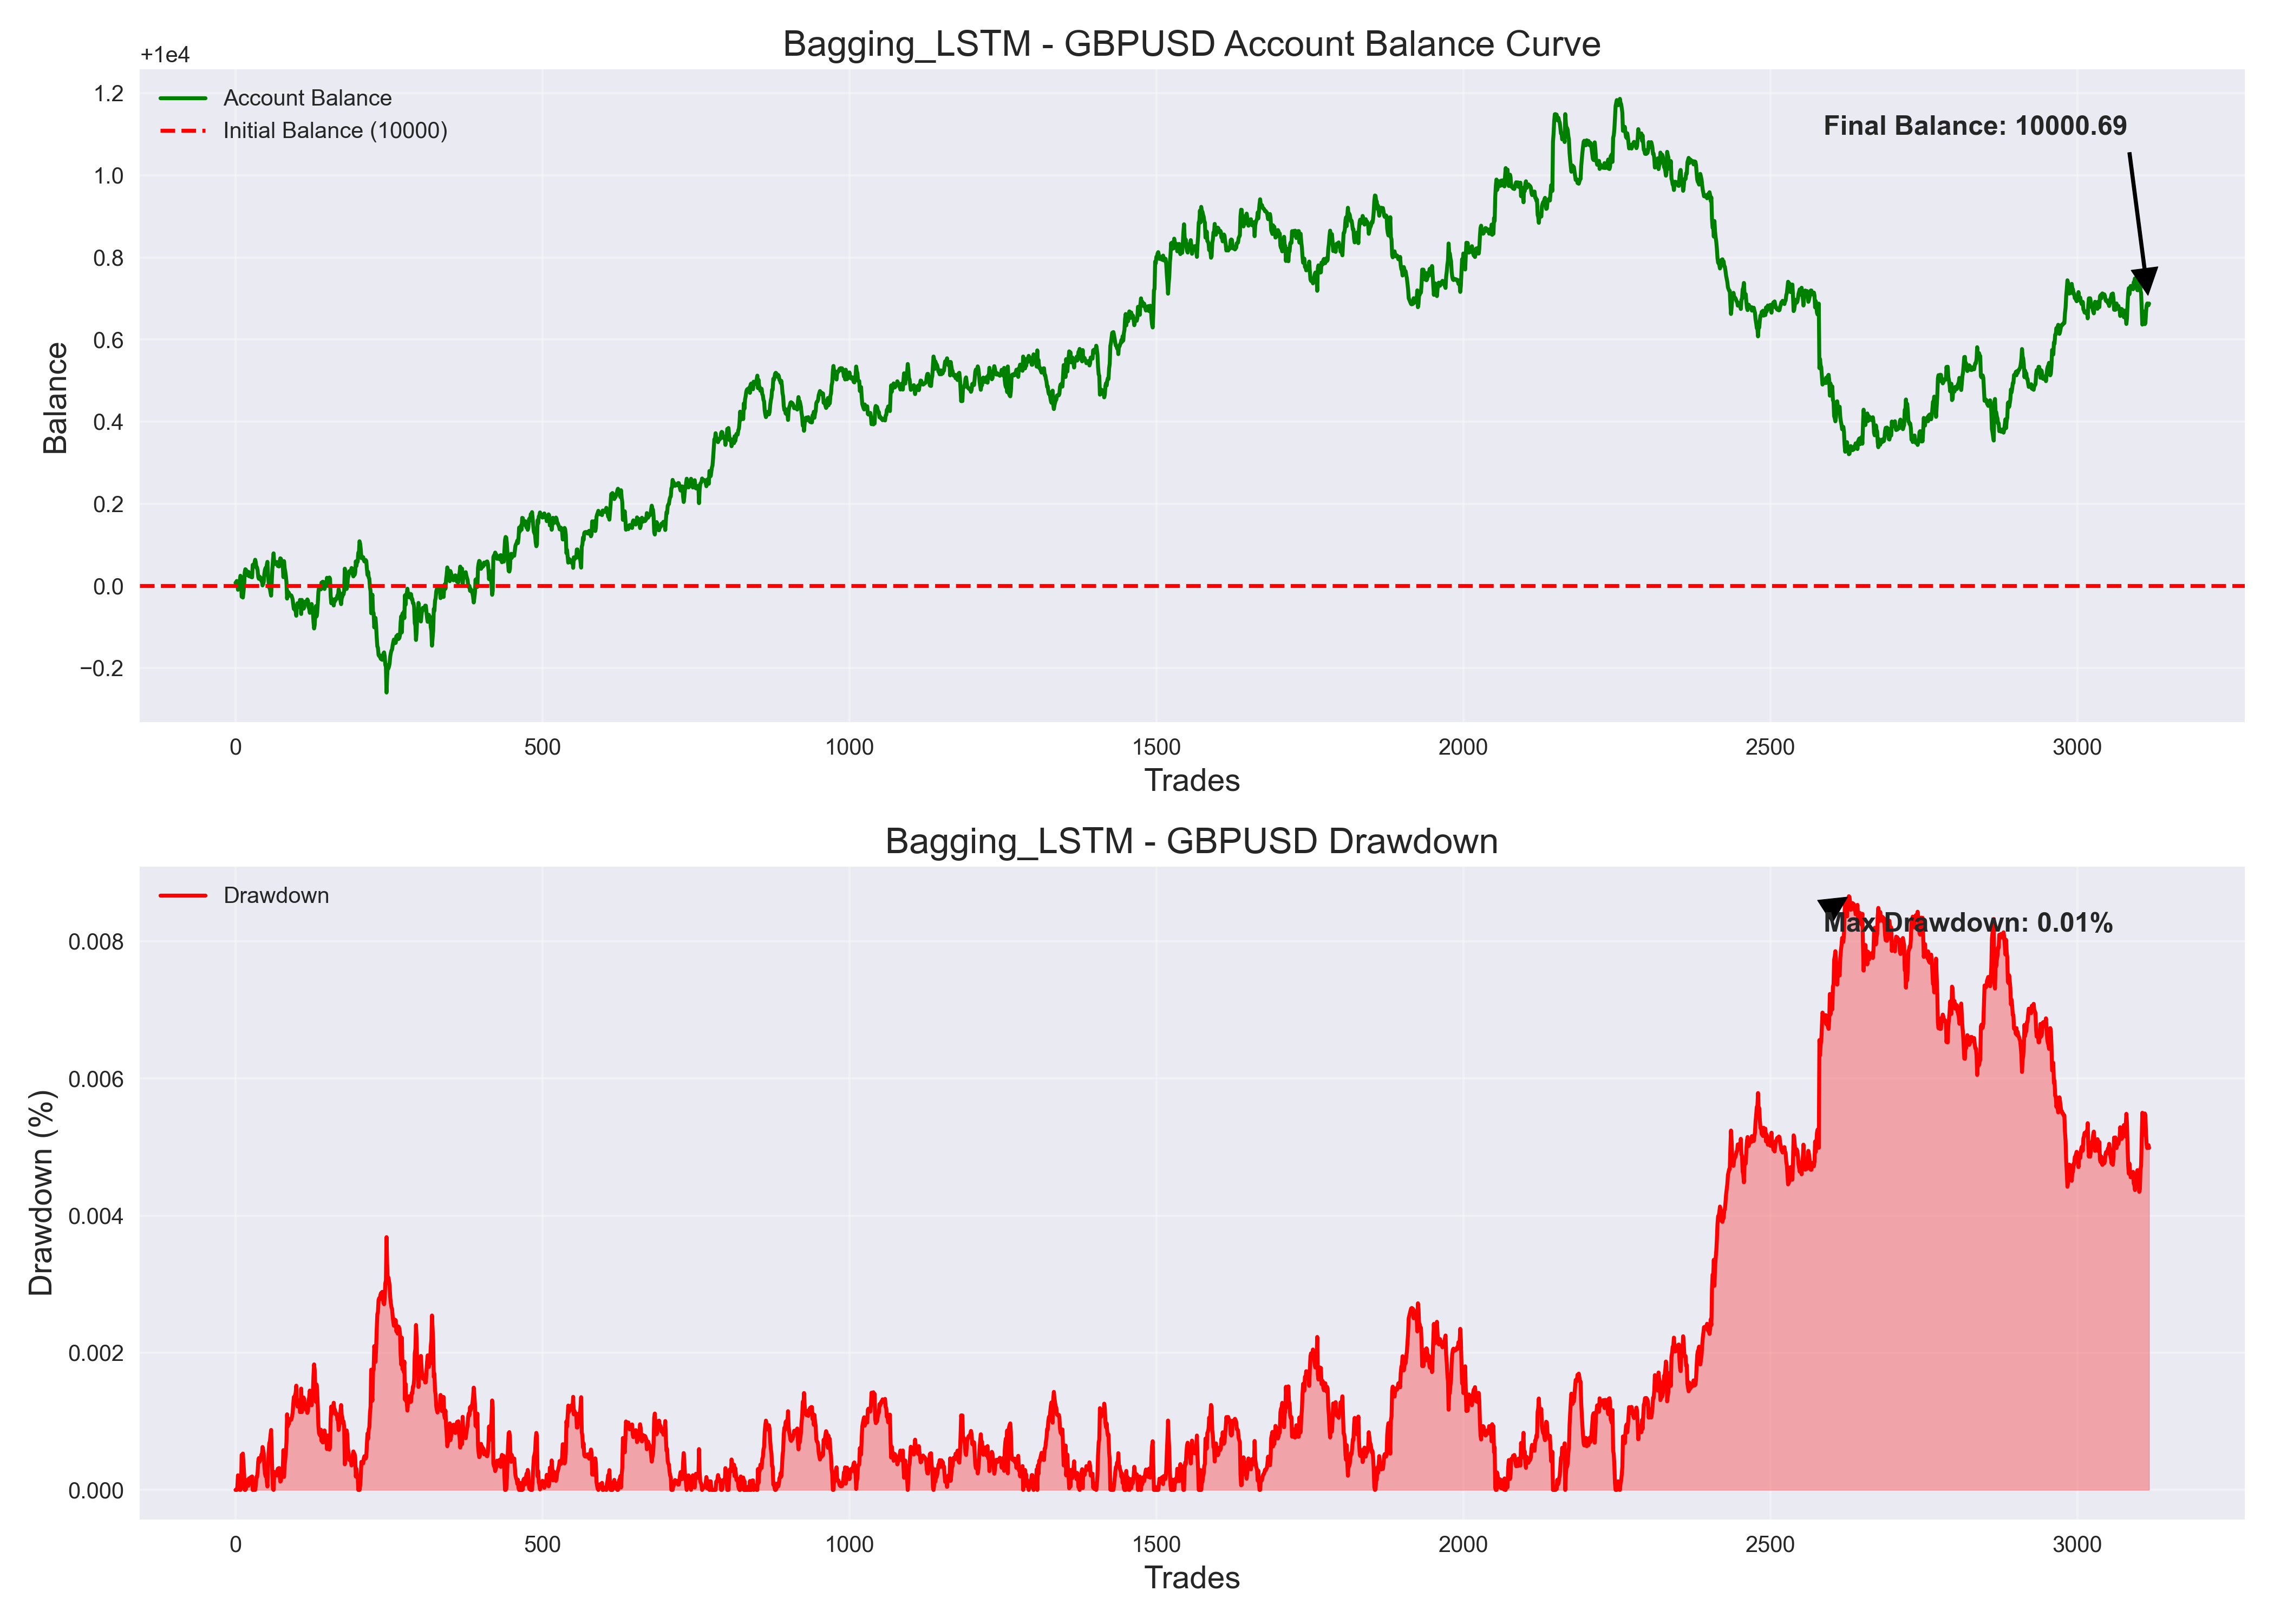 Bagging_LSTM - GBPUSD Account Balance Curve
+1e4
Account Balance
Initial Balance (10000)
Final Balance: 10000.69
Balance
1.2
1.0
0.8
0.6
0.4
0.2
0.0
−0.2
0 500 1000 1500 2000 2500 3000
Trades
Bagging_LSTM - GBPUSD Drawdown
Drawdown
Max Drawdown: 0.01%
Drawdown (%)
0.008
0.006
0.004
0.002
0.000
0 500 1000 1500 2000 2500 3000
Trades